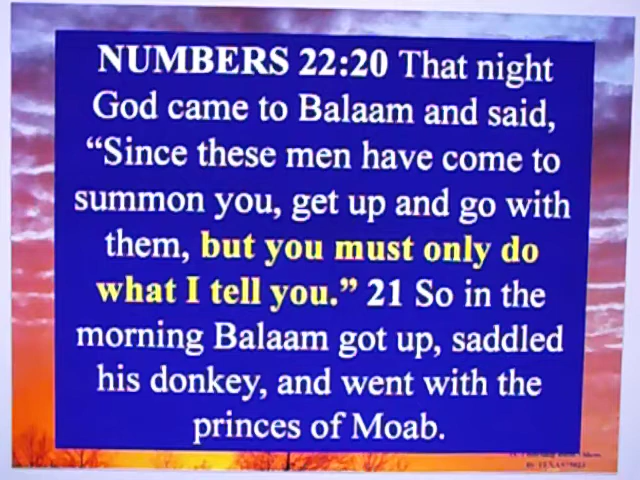 NUMBERS 22:20 That night
God came to Balaam and said,
“Since these men have come to
summon you, get up and go with
them, but you must only do
what I tell you.” 21 So in the
morning Balaam got up, saddled
his donkey, and went with the
princes of Moab.